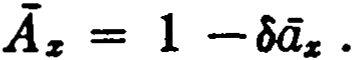 Ā_x = 1 − δā_x .